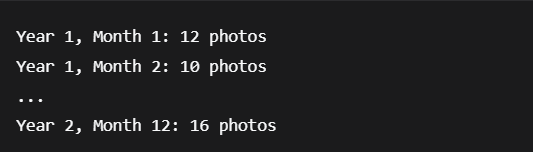 Year 1, Month 1: 12 photos
Year 1, Month 2: 10 photos
...
Year 2, Month 12: 16 photos